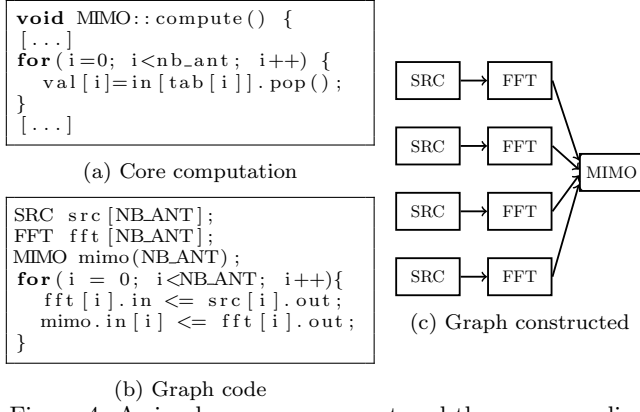 void MIMO::compute() {
[...]
for(i=0; i<nb_ant; i++) {
val[i]=in[tab[i]].pop();
}
[...]
(a) Core computation
SRC src[NB_ANT];
FFT fft[NB_ANT];
MIMO mimo(NB_ANT);
for(i = 0; i<NB_ANT; i++){
fft[i].in <= src[i].out;
mimo.in[i] <= fft[i].out;
}
(b) Graph code
SRC FFT
SRC FFT
MIMO
SRC FFT
SRC FFT
(c) Graph constructed